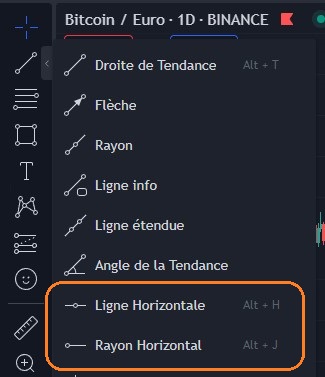 Bitcoin / Euro · 1D · BINANCE
Droite de Tendance Alt + T
Flèche
Rayon
Ligne info
Ligne étendue
Angle de la Tendance
Ligne Horizontale Alt + H
Rayon Horizontal Alt + J
T